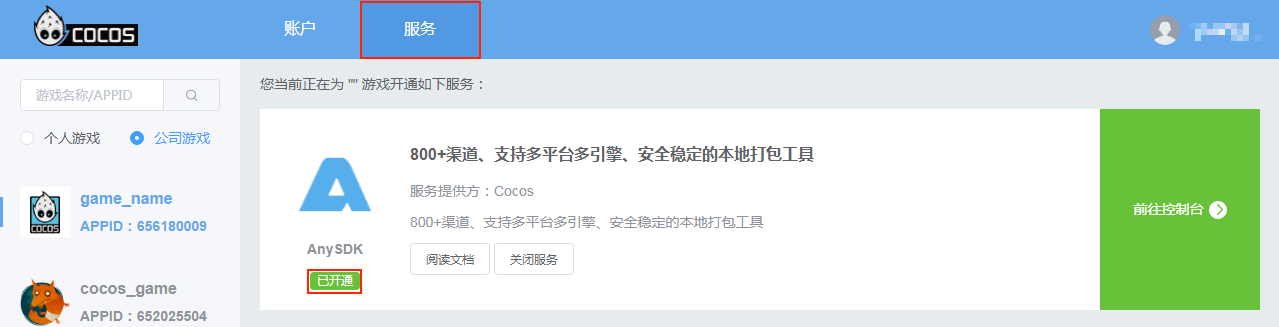 COCOS
账户
服务
游戏名称/APPID
个人游戏
公司游戏
COCOS
game_name
APPID：656180009
cocos_game
APPID：652025504
您当前正在为 "" 游戏开通如下服务：
AnySDK
已开通
800+渠道、支持多平台多引擎、安全稳定的本地打包工具
服务提供方：Cocos
800+渠道、支持多平台多引擎、安全稳定的本地打包工具
阅读文档
关闭服务
前往控制台